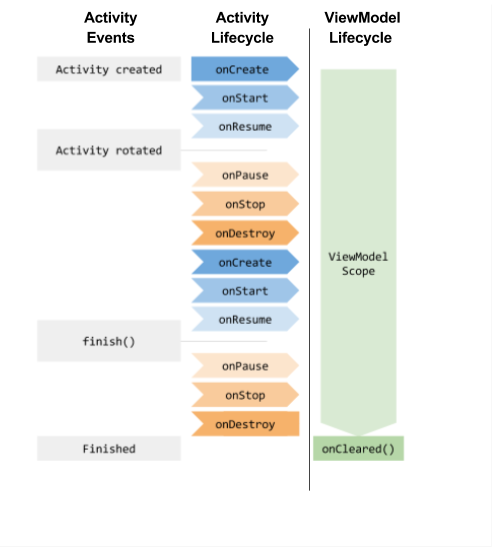 Activity
Events
Activity
Lifecycle
ViewModel
Lifecycle
Activity created
onCreate
onStart
onResume
Activity rotated
onPause
onStop
onDestroy
onCreate
onStart
onResume
ViewModel
Scope
finish()
onPause
onStop
onDestroy
Finished
onCleared()